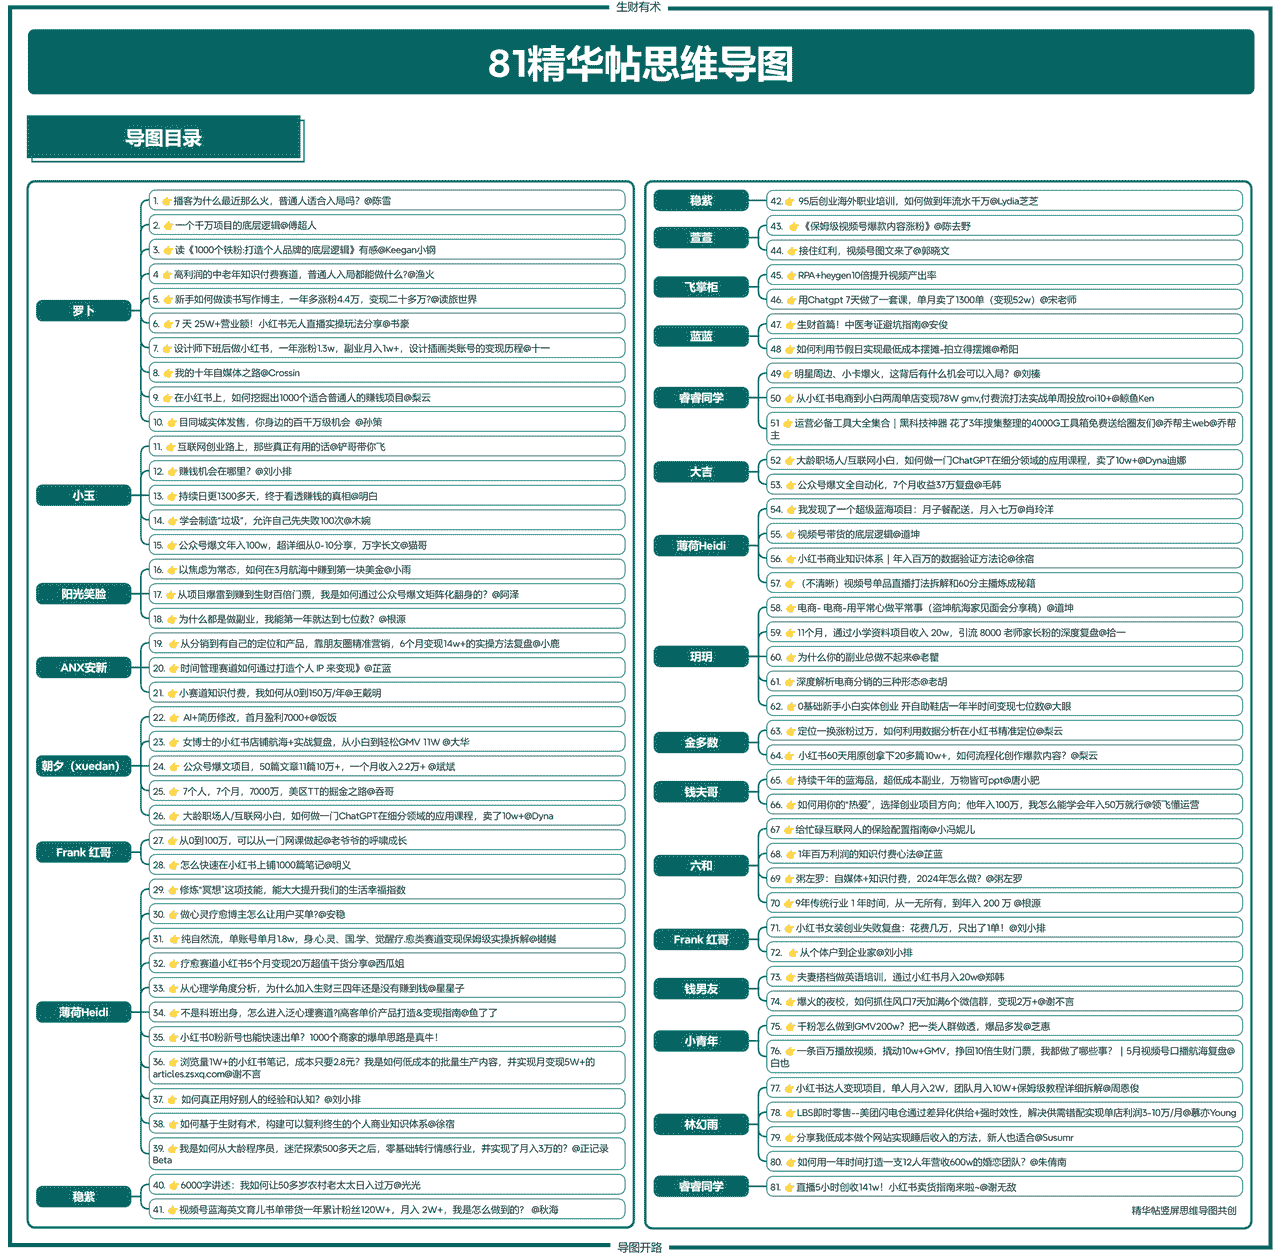 生财有术
81精华帖思维导图
导图目录
罗卜
1. 👉播客为什么最近那么火，普通人适合入局吗？@陈雪
2. 👉一个千万项目的底层逻辑@傅超人
3. 👉读《1000个铁粉:打造个人品牌的底层逻辑》有感@Keegan小钢
4 👉高利润的中老年知识付费赛道，普通人入局都能做什么?@渔火
5. 👉新手如何做读书写作博主，一年多涨粉4.4万，变现二十多万?@读旅世界
6. 👉7 天 25W+营业额！小红书无人直播实操玩法分享@书豪
7. 👉设计师下班后做小红书，一年涨粉1.3w，副业月入1w+，设计插画类账号的变现历程@十一
8. 👉我的十年自媒体之路@Crossin
9. 👉在小红书上，如何挖掘出1000个适合普通人的赚钱项目@梨云
10. 👉目同城实体发售，你身边的百千万级机会 @孙策
小玉
11. 👉互联网创业路上，那些真正有用的话@铲哥带你飞
12. 👉赚钱机会在哪里？@刘小排
13. 👉持续日更1300多天，终于看透赚钱的真相@明白
14. 👉学会制造“垃圾”，允许自己先失败100次@木婉
15. 👉公众号爆文年入100w，超详细从0-10分享，万字长文@猫哥
阳光笑脸
16. 👉以焦虑为常态，如何在3月航海中赚到第一块美金@小雨
17. 👉从项目爆雷到赚到生财百倍门票，我是如何通过公众号爆文矩阵化翻身的？@阿泽
18. 👉为什么都是做副业，我能第一年就达到七位数？@根源
ANX安新
19. 👉从分销到有自己的定位和产品，靠朋友圈精准营销，6个月变现14w+的实操方法复盘@小鹿
20. 👉时间管理赛道如何通过打造个人 IP 来变现》@芷蓝
21. 👉小赛道知识付费，我如何从0到150万/年@王戴明
朝夕（xuedan）
22. 👉 AI+简历修改，首月盈利7000+@饭饭
23. 👉 女博士的小红书店铺航海+实战复盘，从小白到轻松GMV 11W @大华
24. 👉 公众号爆文项目，50篇文章11篇10万+，一个月收入2.2万+ @斌斌
25. 👉 7个人，7个月，7000万，美区TT的掘金之路@吞哥
26. 👉 大龄职场人/互联网小白，如何做一门ChatGPT在细分领域的应用课程，卖了10w+@Dyna
Frank 红哥
27. 👉从0到100万，可以从一门网课做起@老爷爷的呼啸成长
28. 👉怎么快速在小红书上铺1000篇笔记@明义
薄荷Heidi
29. 👉修炼“冥想”这项技能，能大大提升我们的生活幸福指数
30. 👉做心灵疗愈博主怎么让用户买单?@安稳
31. 👉纯自然流，单账号单月1.8w，身.心.灵、国.学、觉醒疗.愈类赛道变现保姆级实操拆解@樾樾
32. 👉疗愈赛道小红书5个月变现20万超值干货分享@西瓜姐
33. 👉从心理学角度分析，为什么加入生财三四年还是没有赚到钱@星星子
34. 👉不是科班出身，怎么进入泛心理赛道?|高客单价产品打造&变现指南@鱼了了
35. 👉小红书0粉新号也能快速出单？1000个商家的爆单思路是真牛！
36. 👉浏览量1W+的小红书笔记，成本只要2.8元？我是如何低成本的批量生产内容，并实现月变现5W+的
articles.zsxq.com@谢不言
37. 👉 如何真正用好别人的经验和认知？@刘小排
38. 👉如何基于生财有术，构建可以复利终生的个人商业知识体系@徐宿
39. 👉我是如何从大龄程序员，迷茫探索500多天之后，零基础转行情感行业，并实现了月入3万的？@正记录
Beta
稳紫
40. 👉6000字讲述：我如何让50多岁农村老太太日入过万@光光
41. 👉视频号蓝海英文育儿书单带货一年累计粉丝120W+，月入 2W+，我是怎么做到的？ @秋海
稳紫
42. 👉 95后创业海外职业培训，如何做到年流水千万@Lydia芝芝
萱萱
43. 👉《保姆级视频号爆款内容涨粉》@陈去野
44. 👉接住红利，视频号图文来了@郭晓文
飞掌柜
45. 👉RPA+heygen10倍提升视频产出率
46. 👉用Chatgpt 7天做了一套课，单月卖了1300单（变现52w）@宋老师
蓝蓝
47. 👉生财首篇！中医考证避坑指南@安俊
48 👉如何利用节假日实现最低成本摆摊-拍立得摆摊@希阳
睿睿同学
49 👉明星周边、小卡爆火，这背后有什么机会可以入局？@刘搸
50 👉从小红书电商到小白两周单店变现78W gmv,付费流打法实战单周投放roi10+@鲸鱼Ken
51 👉运营必备工具大全集合 | 黑科技神器 花了3年搜集整理的4000G工具箱免费送给圈友们@乔帮主web@乔帮
主
大吉
52 👉大龄职场人/互联网小白，如何做一门ChatGPT在细分领域的应用课程，卖了10w+@Dyna迪娜
53. 👉公众号爆文全自动化，7个月收益37万复盘@毛韩
薄荷Heidi
54. 👉我发现了一个超级蓝海项目：月子餐配送，月入七万@肖玲洋
55. 👉视频号带货的底层逻辑@道坤
56. 👉小红书商业知识体系 | 年入百万的数据验证方法论@徐宿
57. 👉（不清晰）视频号单品直播打法拆解和60分主播炼成秘籍
玥玥
58. 👉电商- 电商-用平常心做平常事（盗坤航海家见面会分享稿）@道坤
59. 👉11个月，通过小学资料项目收入 20w，引流 8000 老师家长粉的深度复盘@拾一
60. 👉为什么你的副业总做不起来@老瞿
61. 👉深度解析电商分销的三种形态@老胡
62. 👉0基础新手小白实体创业 开自助鞋店一年半时间变现七位数@大眼
金多数
63. 👉定位一换涨粉过万，如何利用数据分析在小红书精准定位@梨云
64. 👉 小红书60天用原创拿下20多篇10w+，如何流程化创作爆款内容？@梨云
钱夫哥
65. 👉持续千年的蓝海品，超低成本副业，万物皆可ppt@唐小肥
66. 👉如何用你的“热爱”，选择创业项目方向；他年入100万，我怎么能学会年入50万就行@领飞懂运营
六和
67 👉给忙碌互联网人的保险配置指南@小冯妮儿
68. 👉1年百万利润的知识付费心法@芷蓝
69 👉粥左罗：自媒体+知识付费，2024年怎么做？@粥左罗
70 👉9年传统行业 1 年时间，从一无所有，到年入 200 万 @根源
Frank 红哥
71. 👉小红书女装创业失败复盘：花费几万，只出了1单！@刘小排
72. 👉从个体户到企业家@刘小排
钱男友
73. 👉夫妻搭档做英语培训，通过小红书月入20w@郑韩
74. 👉爆火的夜校，如何抓住风口7天加满6个微信群，变现2万+@谢不言
小青年
75. 👉千粉怎么做到GMV200w？把一类人群做透，爆品多发@芝惠
76. 👉一条百万播放视频，撬动10w+GMV，挣回10倍生财门票，我都做了哪些事？ | 5月视频号口播航海复盘@
白也
林幻雨
77. 👉小红书达人变现项目，单人月入2W，团队月入10W+保姆级教程详细拆解@周恩俊
78. 👉LBS即时零售--美团闪电仓通过差异化供给+强时效性，解决供需错配实现单店利润3-10万/月@慕亦Young
79. 👉分享我低成本做个网站实现睡后收入的方法，新人也适合@Susumr
80. 👉如何用一年时间打造一支12人年营收600w的婚恋团队？@朱倩南
睿睿同学
81. 👉直播5小时创收141w！小红书卖货指南来啦~@谢无敌
精华帖竖屏思维导图共创
导图开路